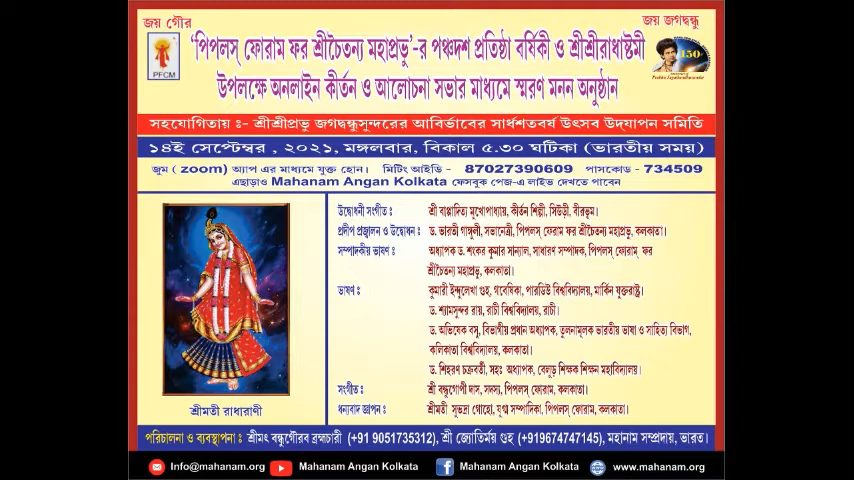 জয় গৌর
জয় জগদ্বন্ধু
PFCM
150
'পিপলস্ ফোরাম ফর শ্রীচৈতন্য মহাপ্রভু'-র পঞ্চদশ প্রতিষ্ঠা বর্ষিকী ও শ্রীশ্রীরাধাষ্টমী
উপলক্ষে অনলাইন কীর্তন ও আলোচনা সভার মাধ্যমে স্মরণ মনন অনুষ্ঠান
সহযোগিতায় ঃ- শ্রীশ্রীপ্রভু জগদ্বন্ধুসুন্দরের আবির্ভাবের সার্ধশতবর্ষ উৎসব উদ্‌যাপন সমিতি
১৪ই সেপ্টেম্বর , ২০২১, মঙ্গলবার, বিকাল ৫.৩০ ঘটিকা (ভারতীয় সময়)
জুম ( zoom) অ্যাপ এর মাধ্যমে যুক্ত হোন। মিটিং আইডি - 87027390609 পাসকোড - 734509
এছাড়াও Mahanam Angan Kolkata ফেসবুক পেজ-এ লাইভ দেখতে পাবেন
উদ্বোধনী সংগীত ঃ শ্রী বাপ্পাদিত্য মুখোপাধ্যায়, কীর্তন শিল্পী, সিউড়ী, বীরভূম।
প্রদীপ প্রজ্বালন ও উদ্বোধন ঃ ড. ভারতী গাঙ্গুলী, সভানেত্রী, পিপলস্ ফেরাম ফর শ্রীচৈতন্য মহাপ্রভু, কলকাতা।
সম্পাদকীয় ভাষণ ঃ অধ্যাপক ড. শংকর কুমার সান্যাল, সাধারণ সম্পাদক, পিপলস্ ফোরাম্ ফর
শ্রীচৈতন্য মহাপ্রভু, কলকাতা।
ভাষণ ঃ কুমারী ইন্দুলেখা গুহ, গবেষিকা, পারডিউ বিশ্ববিদ্যালয়, মার্কিন যুক্তরাষ্ট্র।
ড. শ্যামসুন্দর রায়, রাচী বিশ্ববিদ্যালয়, রাচী।
ড. অভিষেক বসু, বিভাগীয় প্রধান অধ্যাপক, তুলনামূলক ভারতীয় ভাষা ও সাহিত্য বিভাগ,
কলিকাতা বিশ্ববিদ্যালয়, কলকাতা।
ড. শিহরণ চক্রবর্তী, সহঃ অধ্যাপক, বেলুড় শিক্ষক শিক্ষন মহাবিদ্যালয়।
সংগীত ঃ শ্রী বন্ধুগোপী দাস, সদস্য, পিপলস্ ফোরাম, কলকাতা।
ধন্যবাদ জ্ঞাপন ঃ শ্রীমতী সুভদ্রা গোহো, যুগ্ম সম্পাদিকা, পিপলস্ ফোরাম, কলকাতা।
শ্রীমতী রাধারাণী
পরিচালনা ও ব্যবস্থাপনা ঃ শ্রীমৎ বন্ধুগৌরব ব্রহ্মচারী (+91 9051735312), শ্রী জ্যোতির্ময় গুহ (+919674747145), মহানাম সম্প্রদায়, ভারত।
Info@mahanam.org Mahanam Angan Kolkata Mahanam Angan Kolkata www.mahanam.org